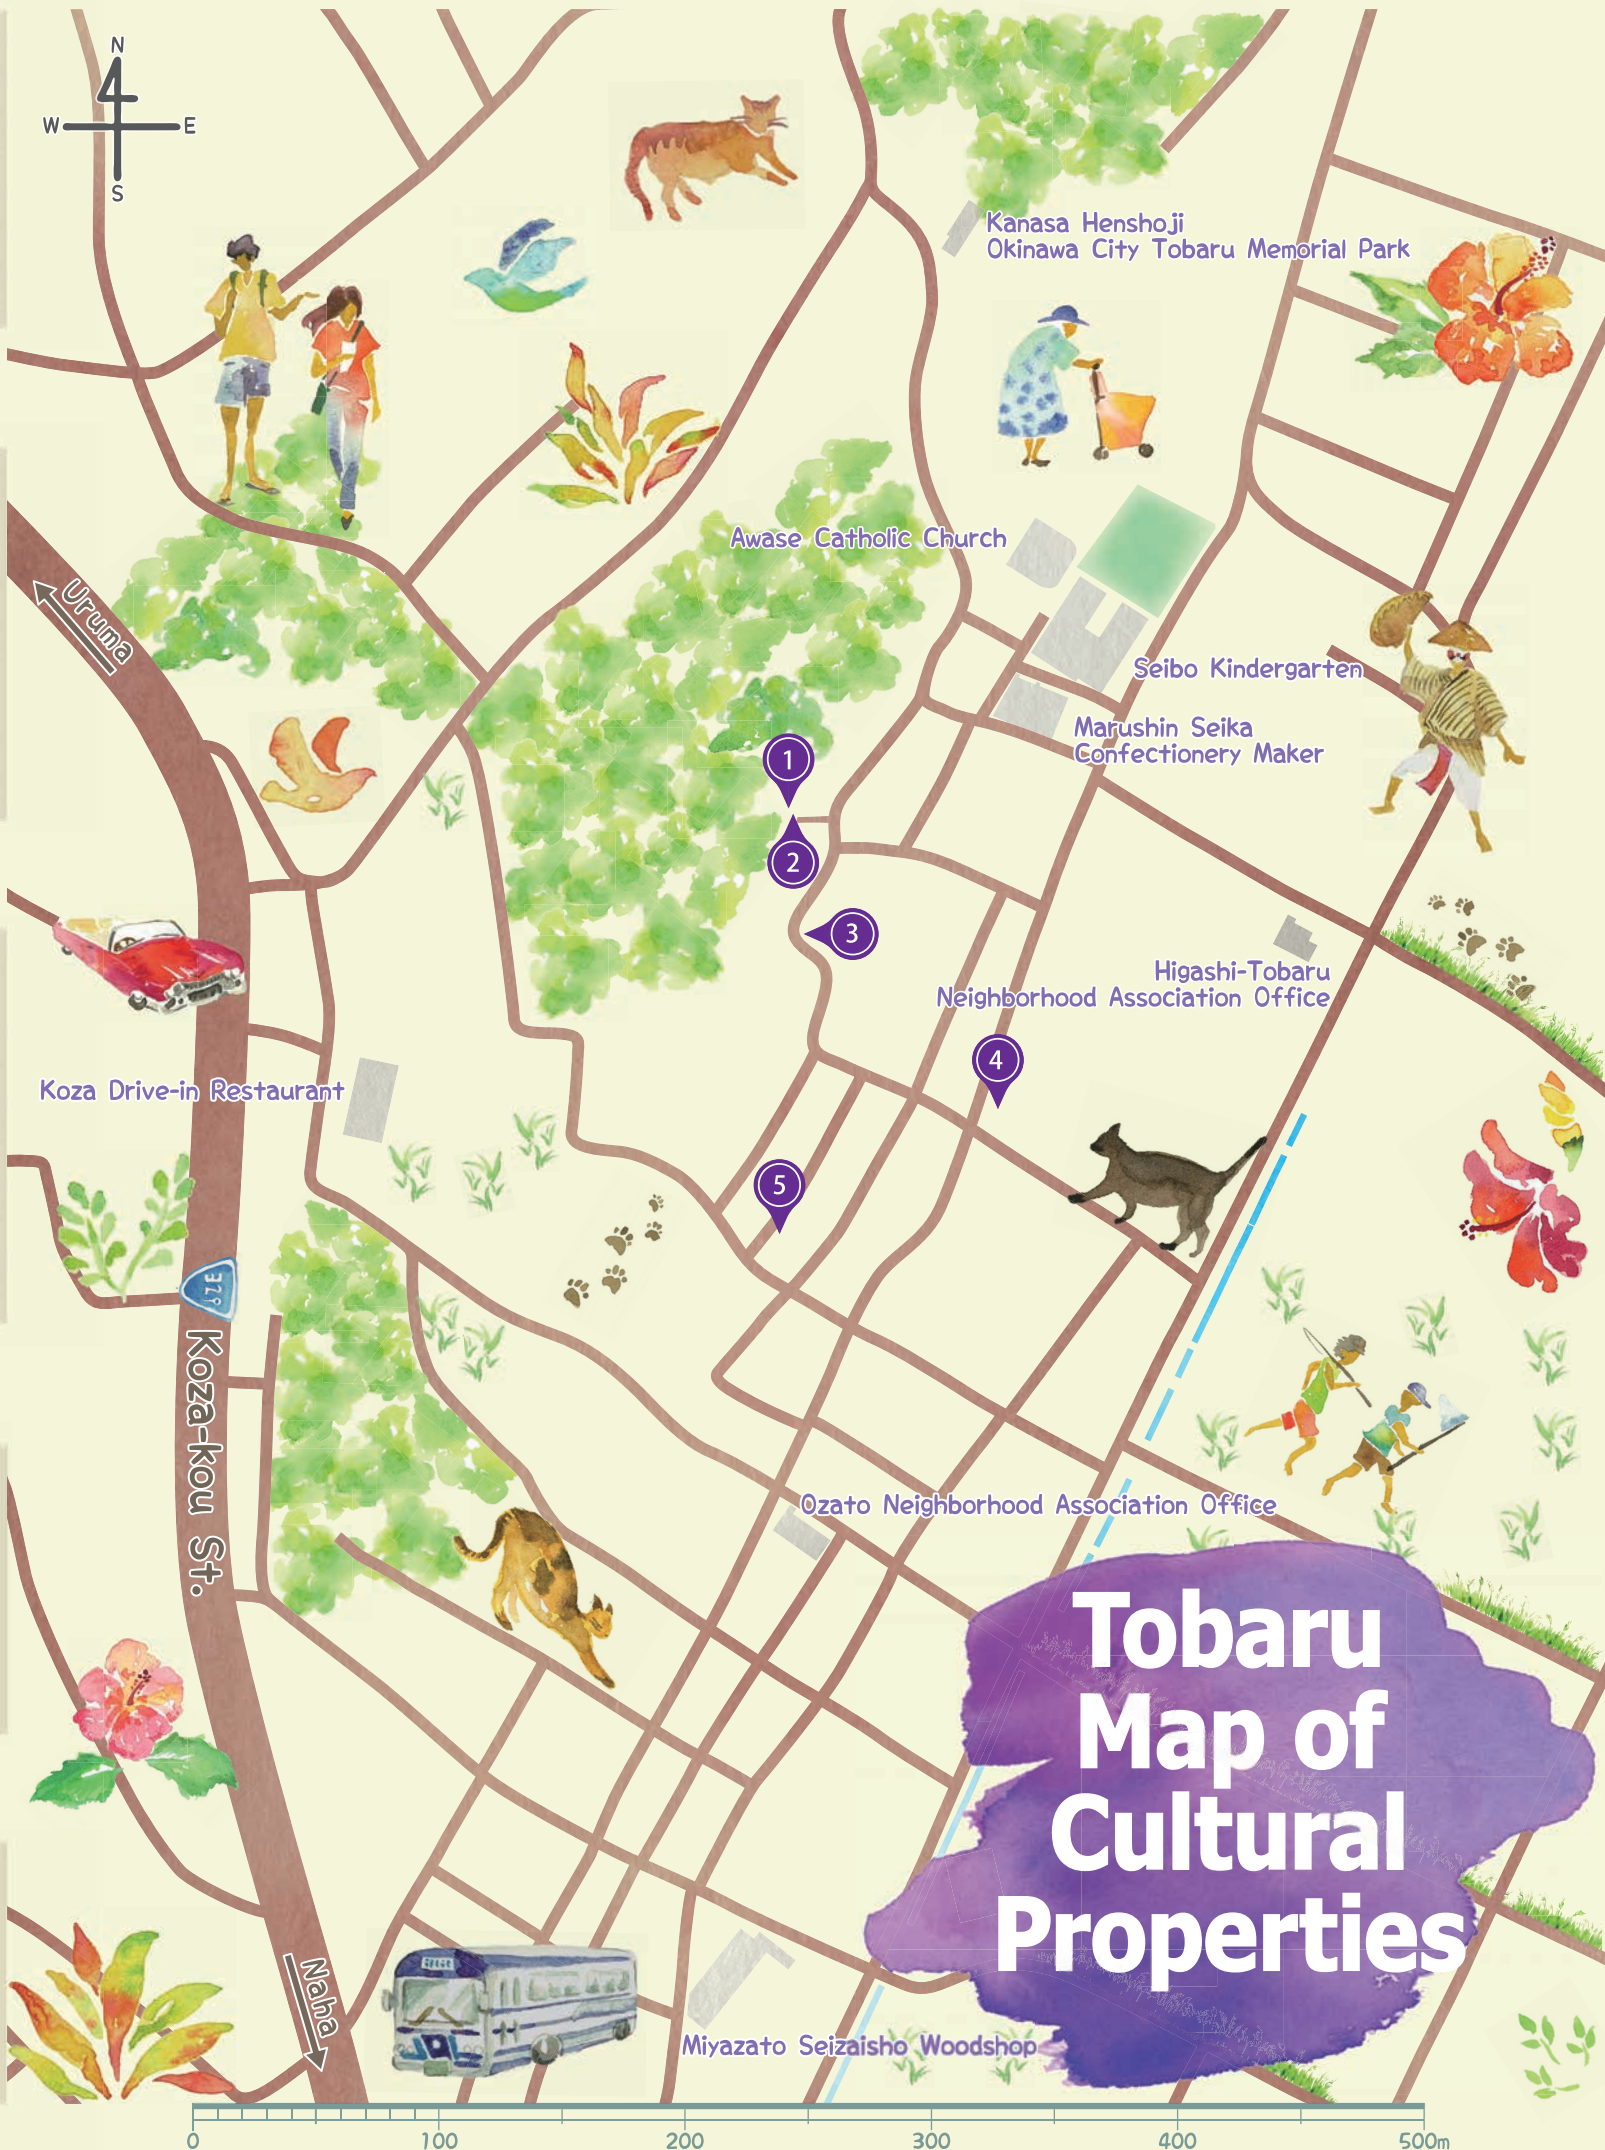 N
W E
S
Kanasa Henshoji
Okinawa City Tobaru Memorial Park
Awase Catholic Church
Uruma
Seibo Kindergarten
Marushin Seika
Confectionery Maker
1
2
3
Higashi-Tobaru
Neighborhood Association Office
4
Koza Drive-in Restaurant
5
329
Koza-kou St.
Ozato Neighborhood Association Office
Tobaru
Map of
Cultural
Properties
Naha
Miyazato Seizaisho Woodshop
0 100 200 300 400 500m